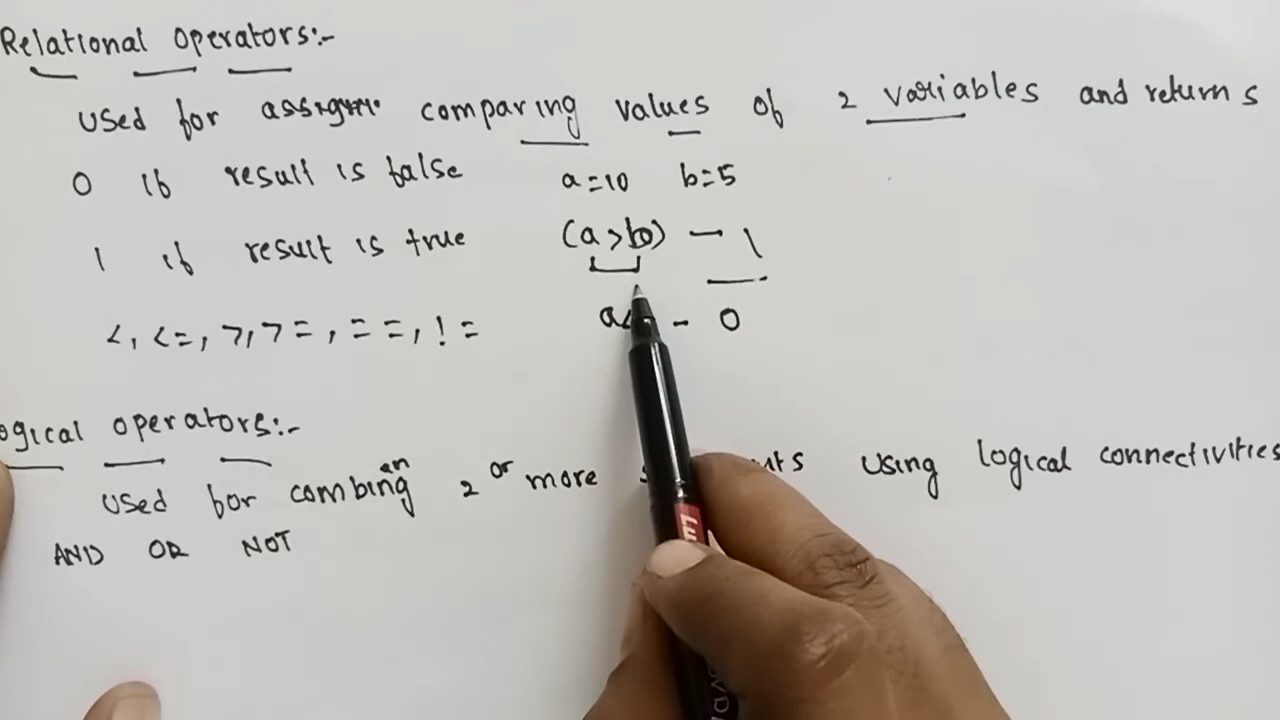 Relational operators:-
Used for comparing values of 2 variables and returns
0 if result is false a=10 b=5
1 if result is true (a>b) - 1
<, <=, >, >=, ==, != a< - 0
ogical operators:-
Used for combing 2 or more using logical connectivities
AND OR NOT